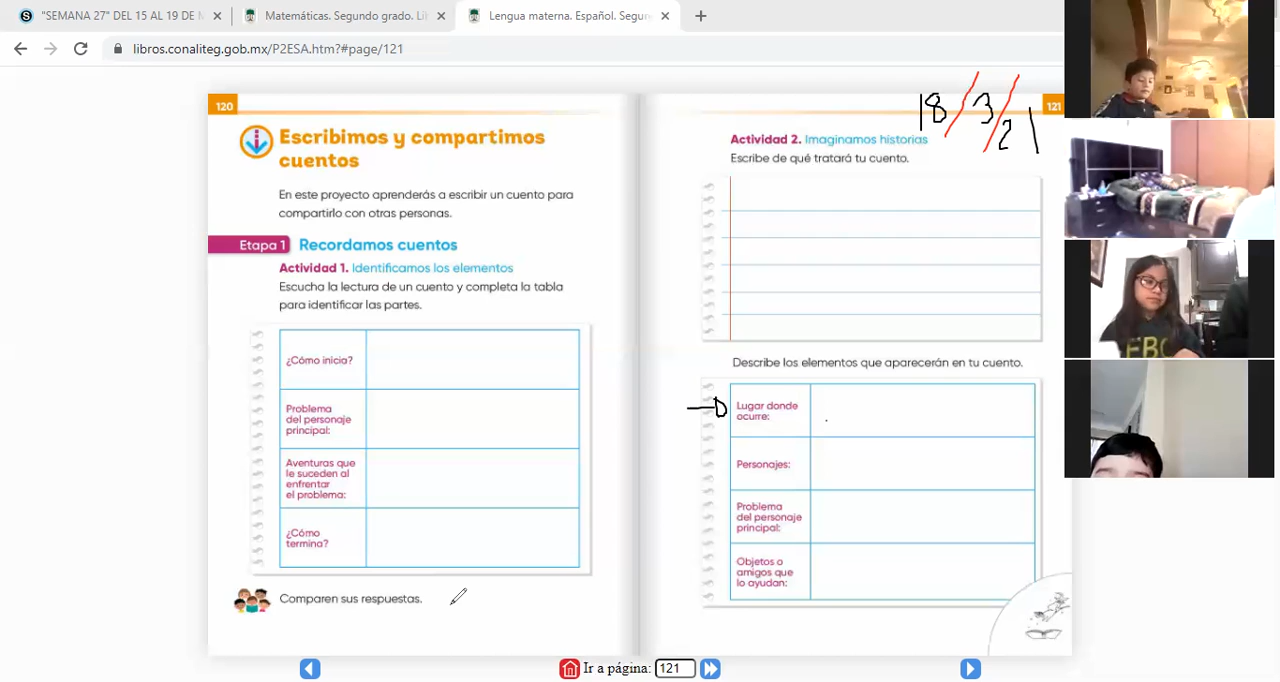 "SEMANA 27" DEL 15 AL 19 DE M
Matemáticas. Segundo grado. Li
Lengua materna. Español. Segun
libros.conaliteg.gob.mx/P2ESA.htm?#page/121
120
Escribimos y compartimos
cuentos
En este proyecto aprenderás a escribir un cuento para
compartirlo con otras personas.
Etapa 1 Recordamos cuentos
Actividad 1. Identificamos los elementos
Escucha la lectura de un cuento y completa la tabla
para identificar las partes.
¿Cómo inicia?
Problema
del personaje
principal:
Aventuras que
le suceden al
enfrentar
el problema:
¿Cómo
termina?
Comparen sus respuestas.
18/3/21
121
Actividad 2. Imaginamos historias
Escribe de qué tratará tu cuento.
Describe los elementos que aparecerán en tu cuento.
Lugar donde
ocurre:
Personajes:
Problema
del personaje
principal:
Objetos o
amigos que
lo ayudan:
Ir a página: 121